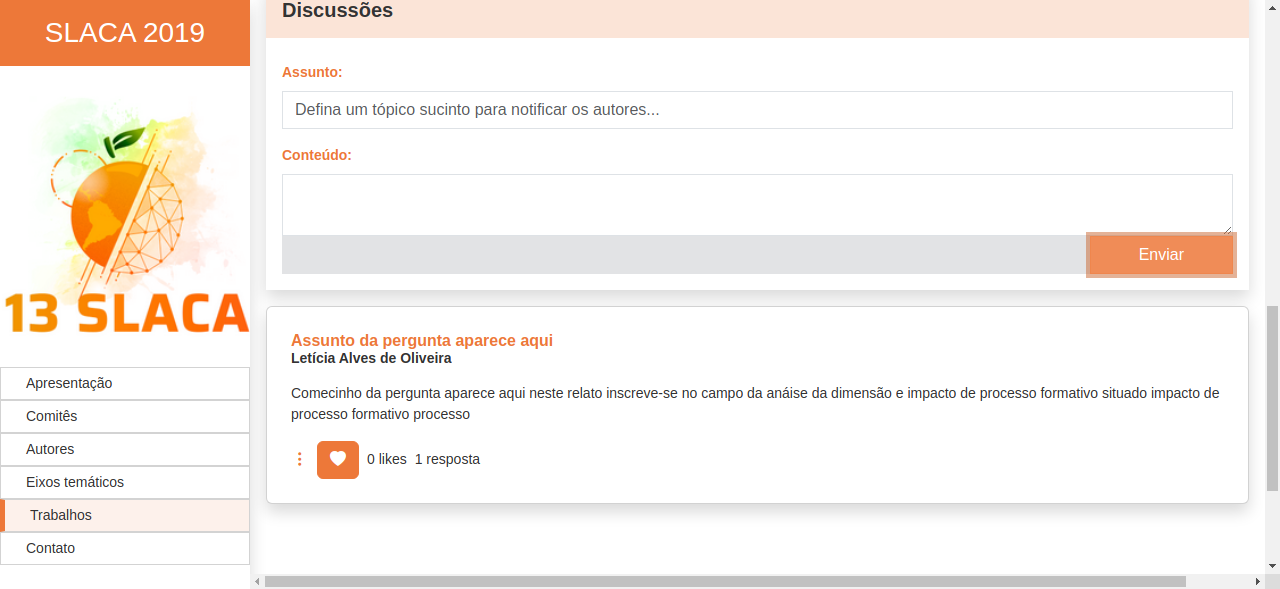 SLACA 2019
13 SLACA
Apresentação
Comitês
Autores
Eixos temáticos
Trabalhos
Contato
Discussões
Assunto:
Defina um tópico sucinto para notificar os autores...
Conteúdo:
Enviar
Assunto da pergunta aparece aqui
Letícia Alves de Oliveira
Comecinho da pergunta aparece aqui neste relato inscreve-se no campo da anáise da dimensão e impacto de processo formativo situado impacto de
processo formativo processo
0 likes 1 resposta